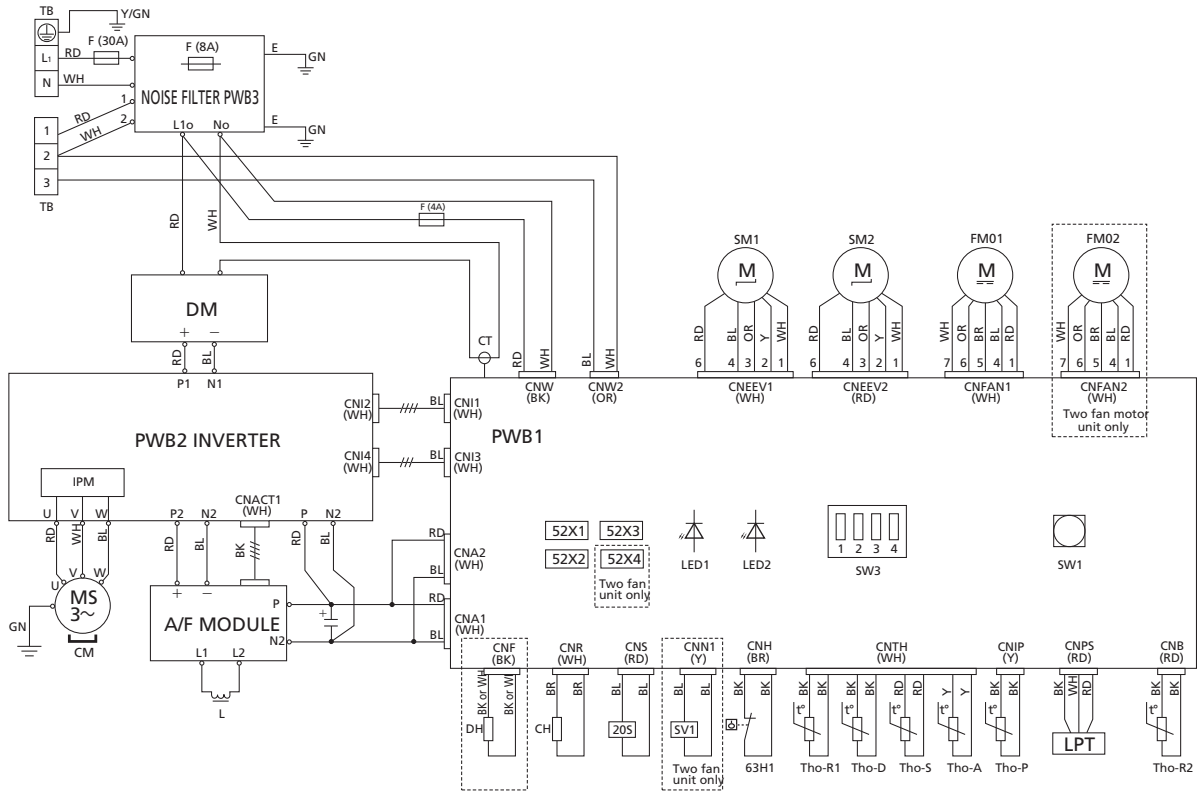 TB
Y/GN
L1
RD
F (30A)
N
WH
F (8A)
NOISE FILTER PWB3
E
GN
E
GN
1
2
RD
WH
1
2
3
TB
L1o
No
RD
WH
F (4A)
DM
+
−
RD
BL
P1
N1
CT
RD
WH
BL
WH
CNW
(BK)
CNW2
(OR)
SM1
M
RD
BL
OR
Y
WH
6
4
3
2
1
CNEEV1
(WH)
SM2
M
RD
BL
OR
Y
WH
6
4
3
2
1
CNEEV2
(RD)
FM01
M
WH
OR
BR
BL
RD
7
6
5
4
1
CNFAN1
(WH)
FM02
M
WH
OR
BR
BL
RD
7
6
5
4
1
CNFAN2
(WH)
Two fan motor
unit only
PWB2 INVERTER
CNI2
(WH)
BL
CNI1
(WH)
CNI4
(WH)
BL
CNI3
(WH)
PWB1
IPM
U
V
W
RD
WH
BL
U
V
W
MS
3~
GN
CM
P2
N2
RD
BL
CNACT1
(WH)
BK
P
N2
RD
BL
+
−
P
A/F MODULE
N2
L1
L2
L
+
RD
CNA2
(WH)
BL
RD
CNA1
(WH)
BL
52X1
52X3
52X2
52X4
Two fan
unit only
LED1
LED2
1 2 3 4
SW3
SW1
CNF
(BK)
BK or WH
BK or WH
DH
CNR
(WH)
BR
BR
CH
CNS
(RD)
BL
BL
20S
CNN1
(Y)
BL
BL
SV1
Two fan
unit only
CNH
(BR)
BK
BK
63H1
CNTH
(WH)
BK
BK
t°
Tho-R1
BK
BK
t°
Tho-D
RD
RD
t°
Tho-S
Y
Y
t°
Tho-A
CNIP
(Y)
BK
BK
t°
Tho-P
CNPS
(RD)
BK
WH
RD
LPT
CNB
(RD)
BK
BK
t°
Tho-R2